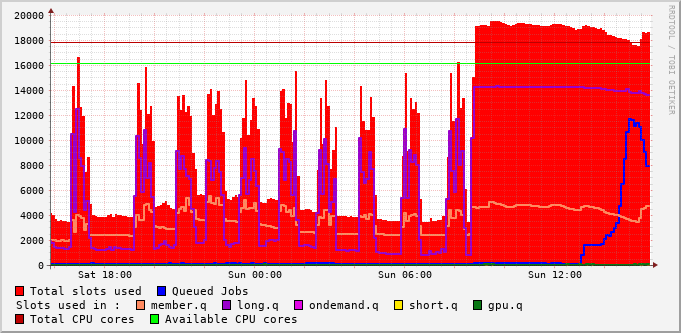 20000
18000
16000
14000
12000
10000
8000
6000
4000
2000
0
Sat 18:00 Sun 00:00 Sun 06:00 Sun 12:00
RRDTOOL / TOBI OETIKER
Total slots used Queued Jobs
Slots used in : member.q long.q ondemand.q short.q gpu.q
Total CPU cores Available CPU cores